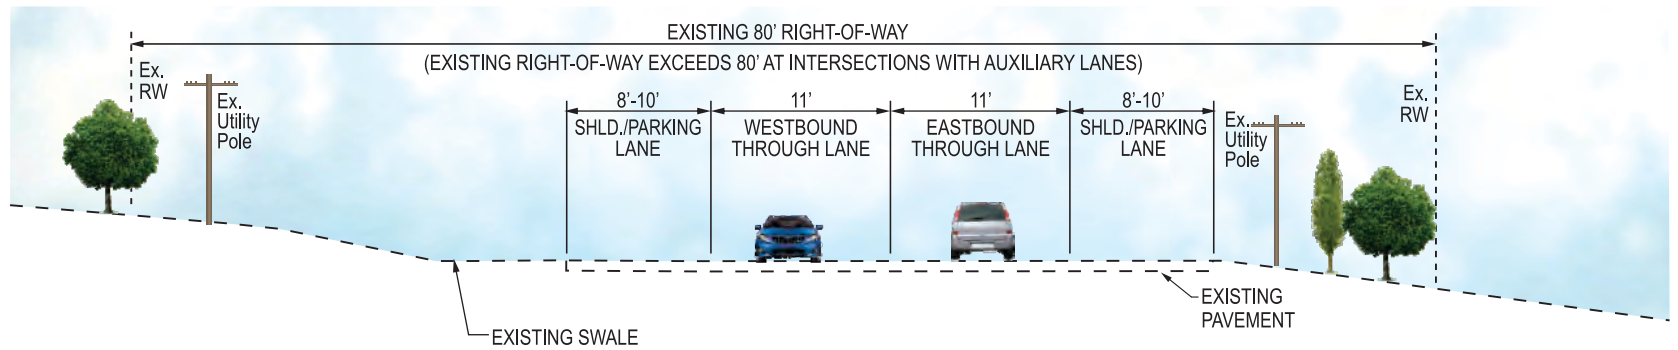 EXISTING 80' RIGHT-OF-WAY
(EXISTING RIGHT-OF-WAY EXCEEDS 80' AT INTERSECTIONS WITH AUXILIARY LANES)
Ex.
RW
Ex.
Utility
Pole
8'-10'
SHLD./PARKING
LANE
11'
WESTBOUND
THROUGH LANE
11'
EASTBOUND
THROUGH LANE
8'-10'
SHLD./PARKING
LANE
Ex.
Utility
Pole
Ex.
RW
EXISTING SWALE
EXISTING
PAVEMENT